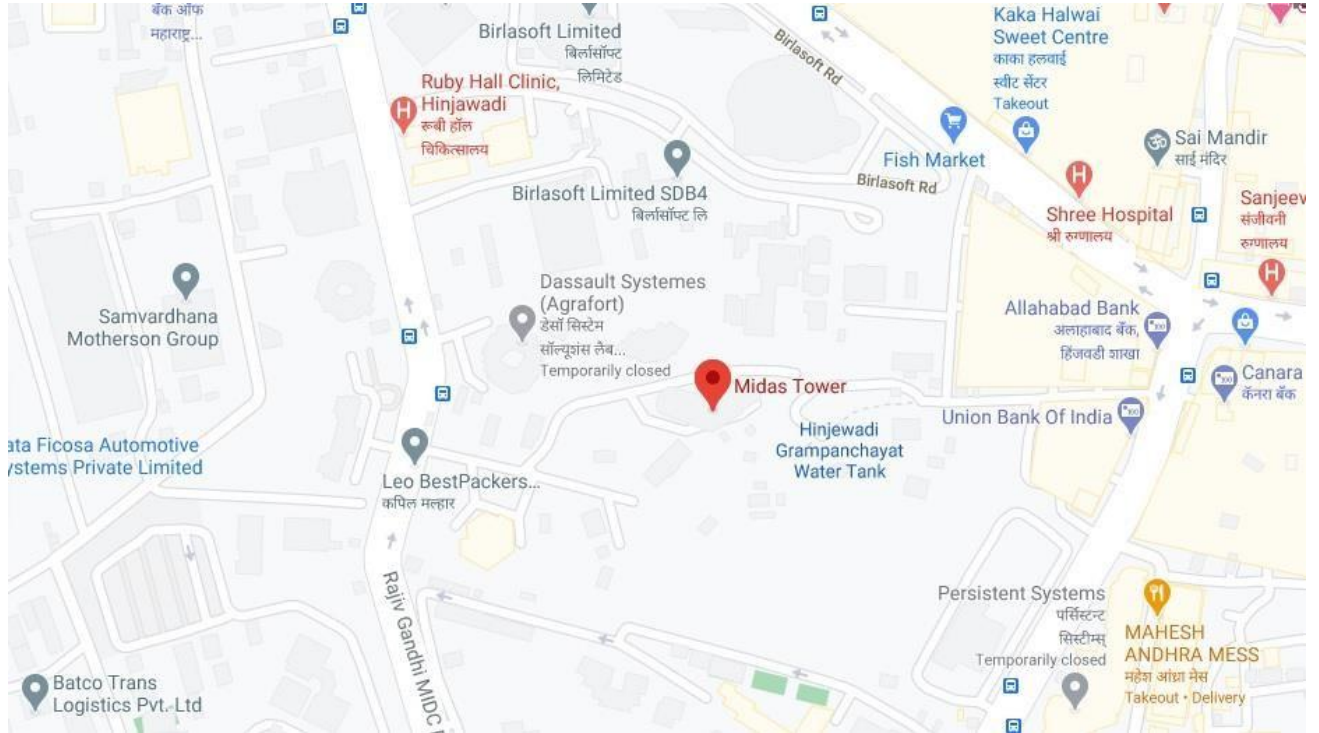 बँक ऑफ
महाराष्ट्र...
Birlasoft Limited
बिर्लासॉफ्ट
लिमिटेड
Birlasoft Rd
Kaka Halwai
Sweet Centre
काका हलवाई
स्वीट सेंटर
Takeout
Ruby Hall Clinic,
Hinjawadi
रूबी हॉल
चिकित्सालय
Fish Market
Sai Mandir
साई मंदिर
Birlasoft Limited SDB4
बिर्लासॉफ्ट लि
Birlasoft Rd
Shree Hospital
श्री रुग्णालय
Sanjeev
संजीवनी
रुग्णालय
Samvardhana
Motherson Group
Dassault Systemes
(Agrafort)
डेसॉ सिस्टेम
सॉल्यूशंस लैब...
Temporarily closed
Allahabad Bank
अलाहाबाद बँक,
हिंजवडी शाखा
Midas Tower
Canara
कॅनरा बँक
Union Bank Of India
Hinjewadi
Grampanchayat
Water Tank
ata Ficosa Automotive
ystems Private Limited
Leo BestPackers...
कपिल मल्हार
Rajiv Gandhi MIDC
Persistent Systems
पर्सिस्टन्ट
सिस्टीम्स्
Temporarily closed
MAHESH
ANDHRA MESS
महेश आंध्रा मेस
Takeout • Delivery
Batco Trans
Logistics Pvt. Ltd